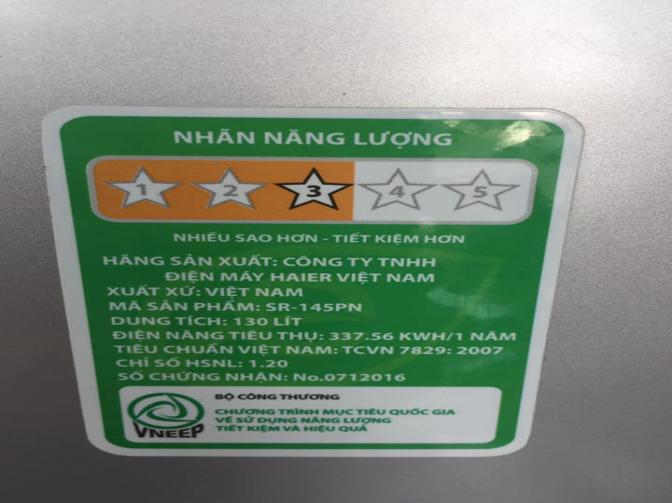 NHÃN NĂNG LƯỢNG
1 2 3 4 5
NHIỀU SAO HƠN - TIẾT KIỆM HƠN
HÃNG SẢN XUẤT: CÔNG TY TNHH
ĐIỆN MÁY HAIER VIỆT NAM
XUẤT XỨ: VIỆT NAM
MÃ SẢN PHẨM: SR-145PN
DUNG TÍCH: 130 LÍT
ĐIỆN NĂNG TIÊU THỤ: 337.56 KWH/1 NĂM
TIÊU CHUẨN VIỆT NAM: TCVN 7829: 2007
CHỈ SỐ HSNL: 1.20
SỐ CHỨNG NHẬN: No.0712016
BỘ CÔNG THƯƠNG
CHƯƠNG TRÌNH MỤC TIÊU QUỐC GIA
VỀ SỬ DỤNG NĂNG LƯỢNG
TIẾT KIỆM VÀ HIỆU QUẢ
VNEEP